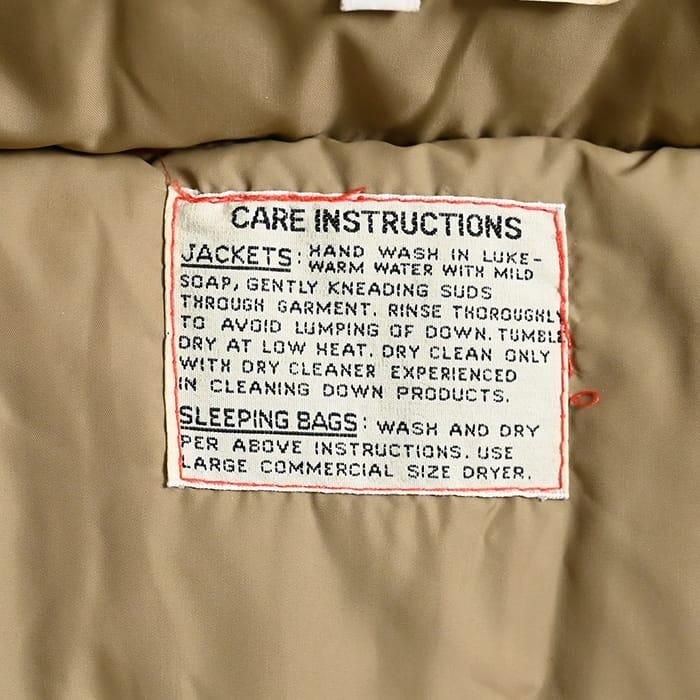 CARE INSTRUCTIONS
JACKETS: HAND WASH IN LUKE-
WARM WATER WITH MILD
SOAP, GENTLY KNEADING SUDS
THROUGH GARMENT. RINSE THOROUGHLY
TO AVOID LUMPING OF DOWN. TUMBLE
DRY AT LOW HEAT. DRY CLEAN ONLY
WITH DRY CLEANER EXPERIENCED
IN CLEANING DOWN PRODUCTS.
SLEEPING BAGS: WASH AND DRY
PER ABOVE INSTRUCTIONS. USE
LARGE COMMERCIAL SIZE DRYER.